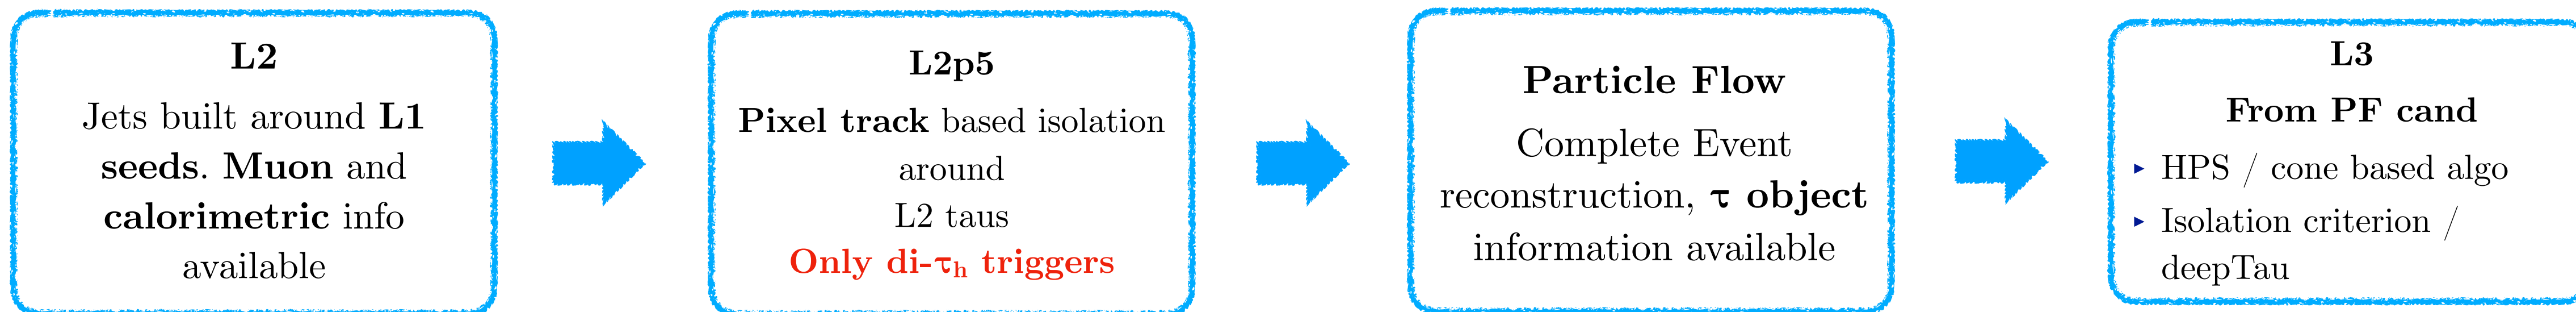 L2
Jets built around L1
seeds. Muon and
calorimetric info
available
L2p5
Pixel track based isolation
around
L2 taus
Only di-τh triggers
Particle Flow
Complete Event
reconstruction, τ object
information available
L3
From PF cand
▸ HPS / cone based algo
▸ Isolation criterion /
deepTau